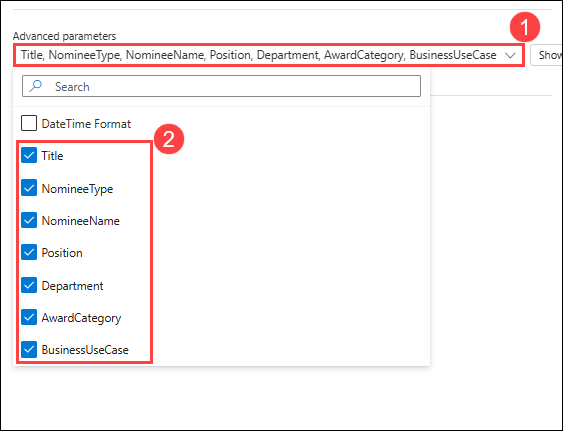 1
Advanced parameters
Title, NomineeType, NomineeName, Position, Department, AwardCategory, BusinessUseCase
Show
Search
DateTime Format
2
Title
NomineeType
NomineeName
Position
Department
AwardCategory
BusinessUseCase